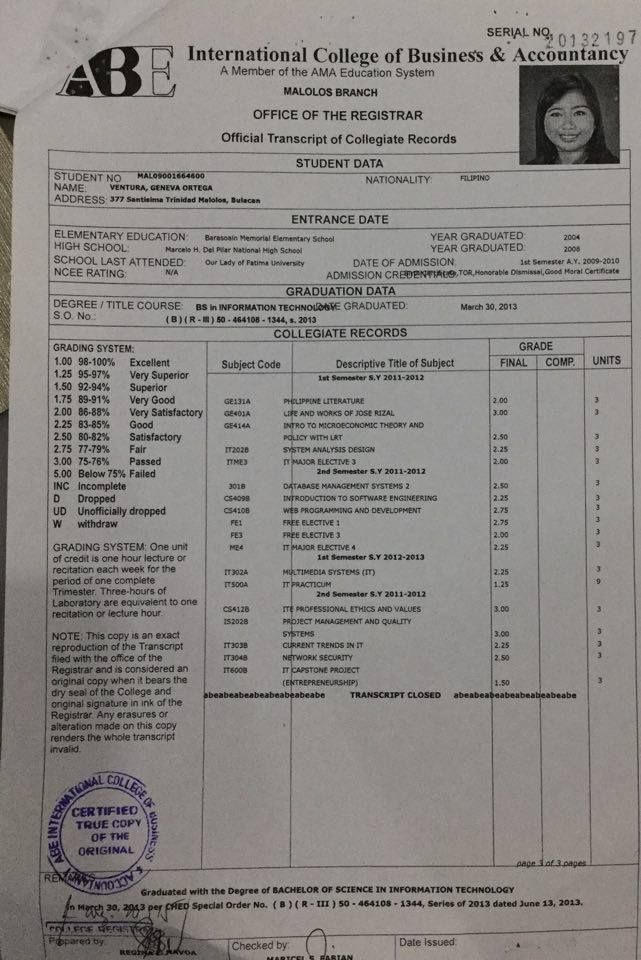 SERIAL NO. 20132197
ABE International College of Business & Accountancy
A Member of the AMA Education System
MALOLOS BRANCH
OFFICE OF THE REGISTRAR
Official Transcript of Collegiate Records
STUDENT DATA
STUDENT NO MAL09001664600 NATIONALITY: FILIPINO
NAME: VENTURA, GENEVA ORTEGA
ADDRESS: 377 Santisima Trinidad Malolos, Bulacan
ENTRANCE DATE
ELEMENTARY EDUCATION: Barasoain Memorial Elementary School YEAR GRADUATED: 2004
HIGH SCHOOL: Marcelo H. Del Pilar National High School YEAR GRADUATED: 2008
SCHOOL LAST ATTENDED: Our Lady of Fatima University DATE OF ADMISSION: 1st Semester A.Y. 2009-2010
NCEE RATING: N/A ADMISSION CREDENTIALS: TOR,Honorable Dismissal,Good Moral Certificate
GRADUATION DATA
DEGREE / TITLE COURSE: BS in INFORMATION TECHNOLOGY DATE GRADUATED: March 30, 2013
S.O. No.: ( B ) ( R - III ) 50 - 464108 - 1344, s. 2013
COLLEGIATE RECORDS
GRADING SYSTEM:
1.00 98-100% Excellent
1.25 95-97% Very Superior
1.50 92-94% Superior
1.75 89-91% Very Good
2.00 86-88% Very Satisfactory
2.25 83-85% Good
2.50 80-82% Satisfactory
2.75 77-79% Fair
3.00 75-76% Passed
5.00 Below 75% Failed
INC Incomplete
D Dropped
UD Unofficially dropped
W withdraw
GRADING SYSTEM: One unit
of credit is one hour lecture or
recitation each week for the
period of one complete
Trimester. Three-hours of
Laboratory are equivalent to one
recitation or lecture hour.
NOTE: This copy is an exact
reproduction of the Transcript
filed with the office of the
Registrar and is considered an
original copy when it bears the
dry seal of the College and
original signature in ink of the
Registrar. Any erasures or
alteration made on this copy
renders the whole transcript
invalid.
GRADE
Subject Code Descriptive Title of Subject FINAL COMP. UNITS
1st Semester S.Y 2011-2012
GE131A PHILIPPINE LITERATURE 2.00 3
GE401A LIFE AND WORKS OF JOSE RIZAL 3.00 3
GE414A INTRO TO MICROECONOMIC THEORY AND
POLICY WITH LRT 2.50 3
IT202B SYSTEM ANALYSIS DESIGN 2.25 3
ITME3 IT MAJOR ELECTIVE 3 2.00 3
2nd Semester S.Y 2011-2012
301B DATABASE MANAGEMENT SYSTEMS 2 2.50 3
CS409B INTRODUCTION TO SOFTWARE ENGINEERING 2.25 3
CS410B WEB PROGRAMMING AND DEVELOPMENT 2.75 3
FE1 FREE ELECTIVE 1 2.75 3
FE3 FREE ELECTIVE 3 2.00 3
ME4 IT MAJOR ELECTIVE 4 2.25 3
1st Semester S.Y 2012-2013
IT302A MULTIMEDIA SYSTEMS (IT) 2.25 3
IT500A IT PRACTICUM 1.25 9
2nd Semester S.Y 2011-2012
CS412B ITE PROFESSIONAL ETHICS AND VALUES 3.00 3
IS202B PROJECT MANAGEMENT AND QUALITY
SYSTEMS 3.00 3
IT303B CURRENT TRENDS IN IT 2.25 3
IT304B NETWORK SECURITY 2.50 3
IT600B IT CAPSTONE PROJECT
(ENTREPRENEURSHIP) 1.50 3
abeabeabeabeabeabeabeabe TRANSCRIPT CLOSED abeabeabeabeabeabeabeabe
ABE INTERNATIONAL COLLEGE OF BUSINESS & ACCOUNTANCY
CERTIFIED
TRUE COPY
OF THE
ORIGINAL
page 3 of 3 pages
REMARKS
Graduated with the Degree of BACHELOR OF SCIENCE IN INFORMATION TECHNOLOGY
on March 30, 2013 per CHED Special Order No. ( B ) ( R - III ) 50 - 464108 - 1344, Series of 2013 dated June 13, 2013.
COLLEGE REGISTRAR
Prepared by: Checked by: Date Issued:
MARICEL S. FABIAN